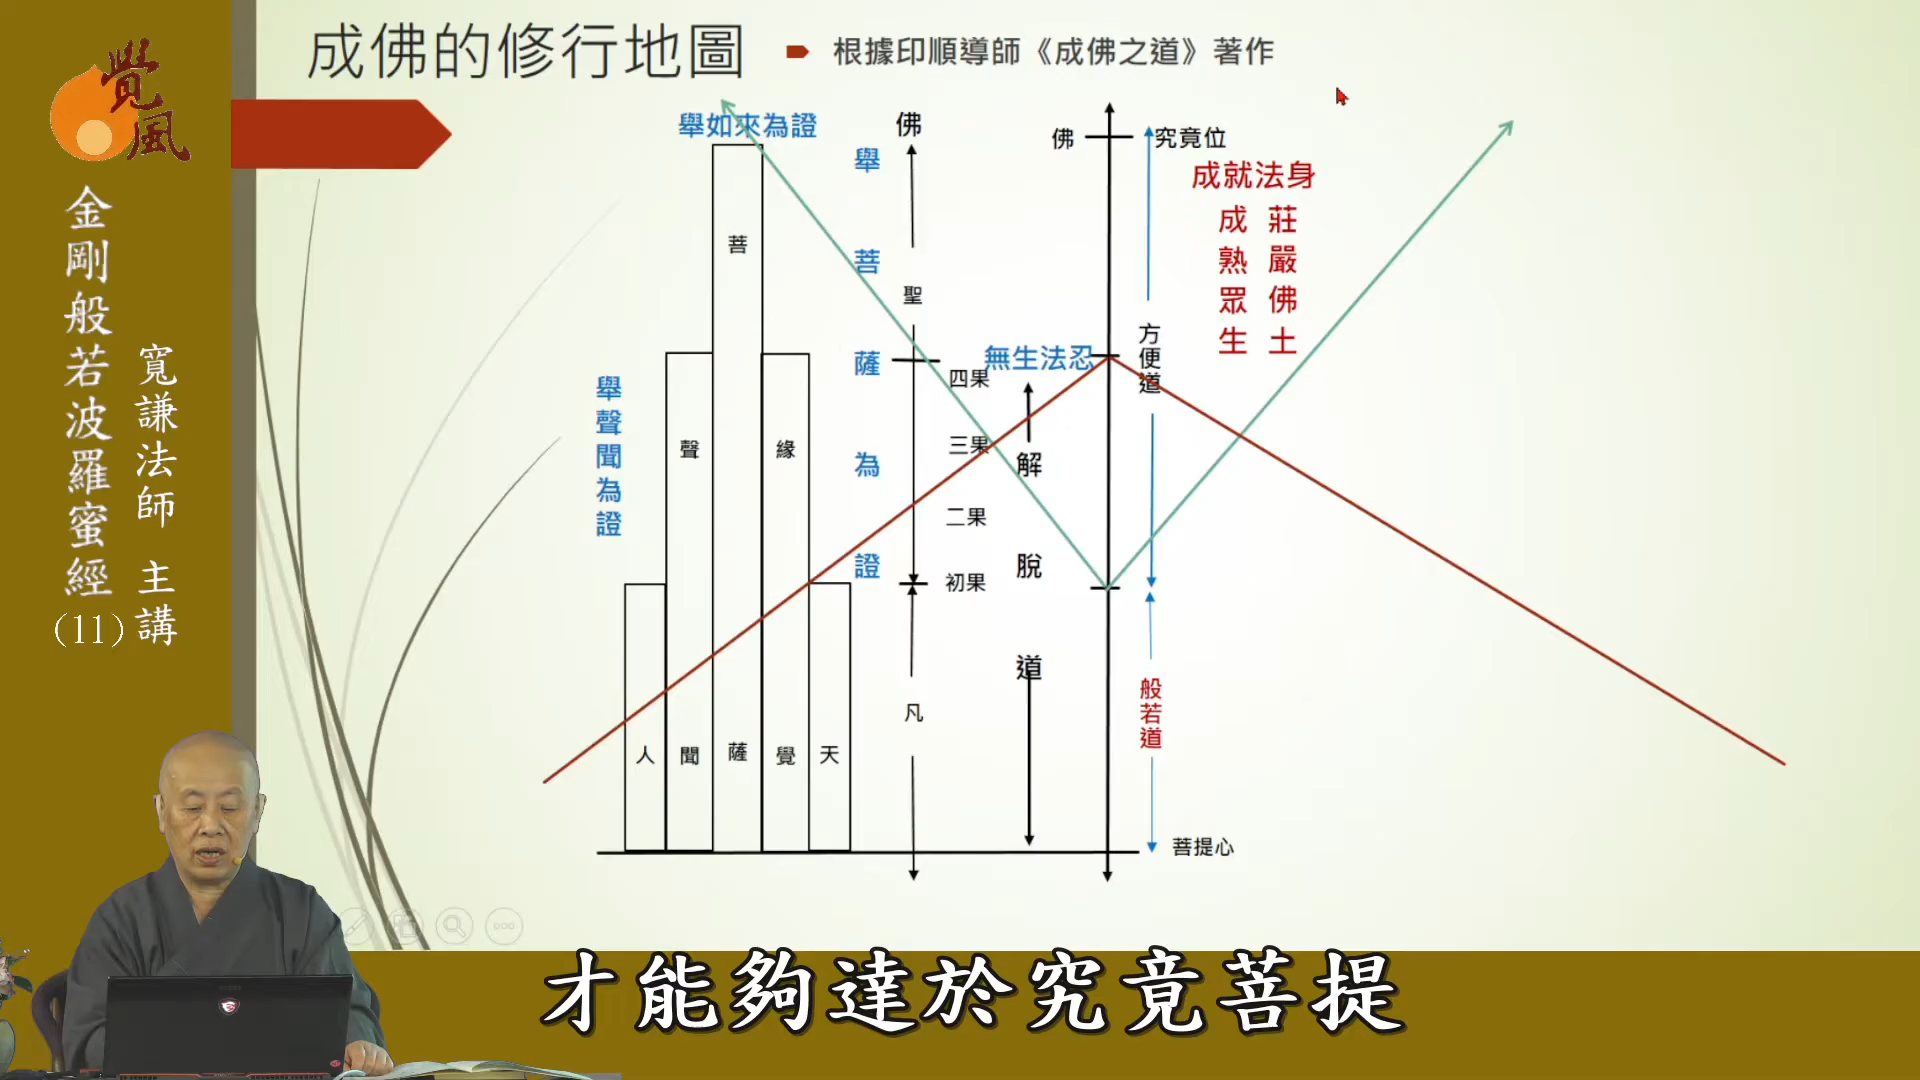 覺風
金剛般若波羅蜜經
(11)
寬謙法師 主講
成佛的修行地圖
根據印順導師《成佛之道》著作
舉如來為證
舉聲聞為證
人
聲聞
菩薩
緣覺
天
舉菩薩為證
佛
聖
凡
四果
三果
二果
初果
無生法忍
解脫道
佛
究竟位
方便道
般若道
菩提心
成就法身
莊嚴佛土
成熟眾生
才能夠達於究竟菩提